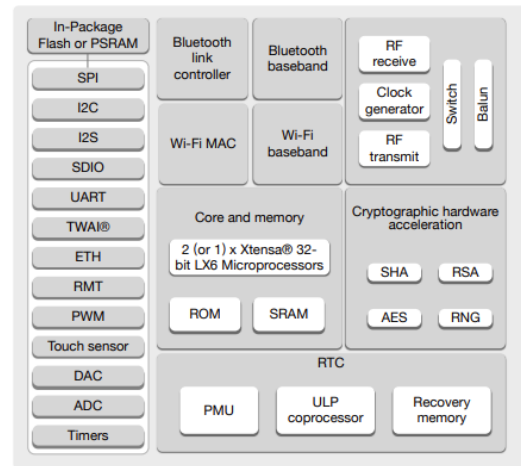 In-Package
Flash or PSRAM
SPI
I2C
I2S
SDIO
UART
TWAI®
ETH
RMT
PWM
Touch sensor
DAC
ADC
Timers
Bluetooth
link
controller
Bluetooth
baseband
Wi-Fi MAC
Wi-Fi
baseband
RF
receive
Clock
generator
RF
transmit
Switch
Balun
Core and memory
2 (or 1) x Xtensa® 32-
bit LX6 Microprocessors
ROM
SRAM
Cryptographic hardware
acceleration
SHA
RSA
AES
RNG
RTC
PMU
ULP
coprocessor
Recovery
memory